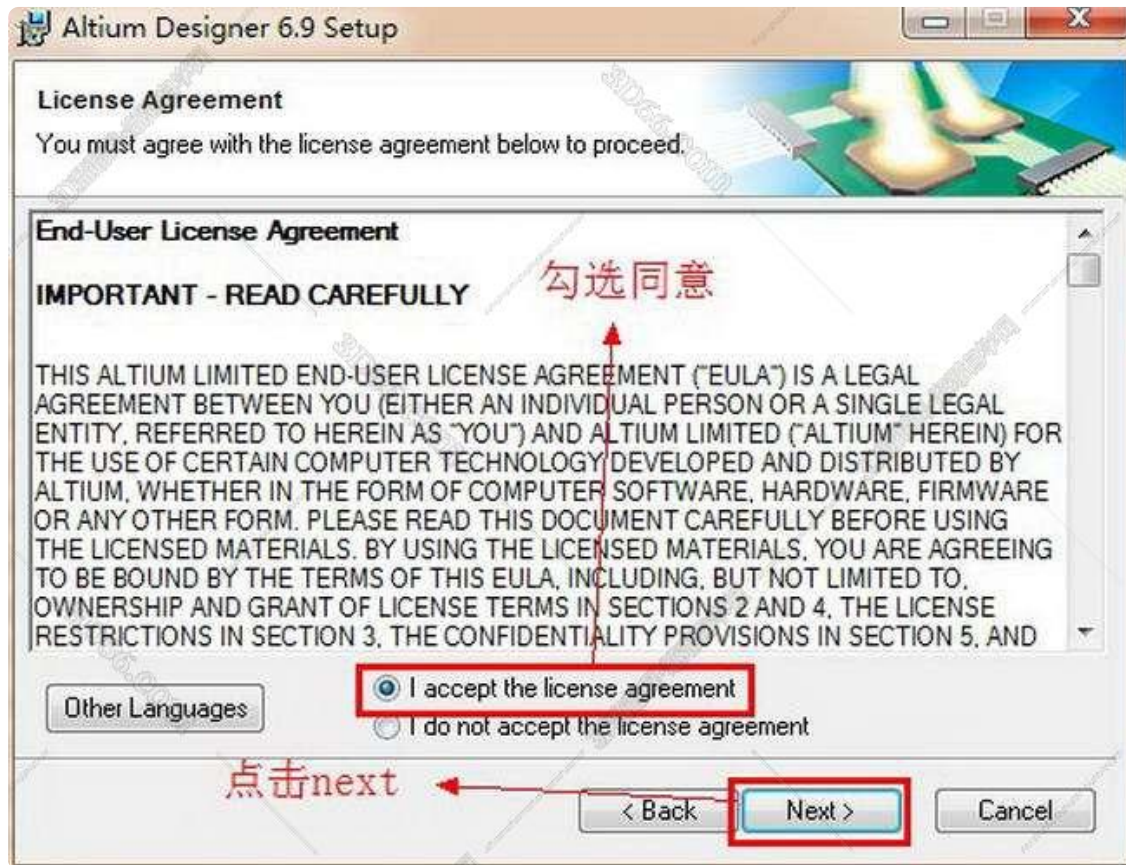 Altium Designer 6.9 Setup
License Agreement
You must agree with the license agreement below to proceed.
End-User License Agreement
IMPORTANT - READ CAREFULLY
勾选同意
THIS ALTIUM LIMITED END-USER LICENSE AGREEMENT ("EULA") IS A LEGAL
AGREEMENT BETWEEN YOU (EITHER AN INDIVIDUAL PERSON OR A SINGLE LEGAL
ENTITY, REFERRED TO HEREIN AS "YOU") AND ALTIUM LIMITED ("ALTIUM" HEREIN) FOR
THE USE OF CERTAIN COMPUTER TECHNOLOGY DEVELOPED AND DISTRIBUTED BY
ALTIUM, WHETHER IN THE FORM OF COMPUTER SOFTWARE, HARDWARE, FIRMWARE
OR ANY OTHER FORM. PLEASE READ THIS DOCUMENT CAREFULLY BEFORE USING
THE LICENSED MATERIALS. BY USING THE LICENSED MATERIALS, YOU ARE AGREEING
TO BE BOUND BY THE TERMS OF THIS EULA, INCLUDING, BUT NOT LIMITED TO,
OWNERSHIP AND GRANT OF LICENSE TERMS IN SECTIONS 2 AND 4, THE LICENSE
RESTRICTIONS IN SECTION 3, THE CONFIDENTIALITY PROVISIONS IN SECTION 5, AND
Other Languages
I accept the license agreement
I do not accept the license agreement
点击next
< Back
Next >
Cancel
3D66.com